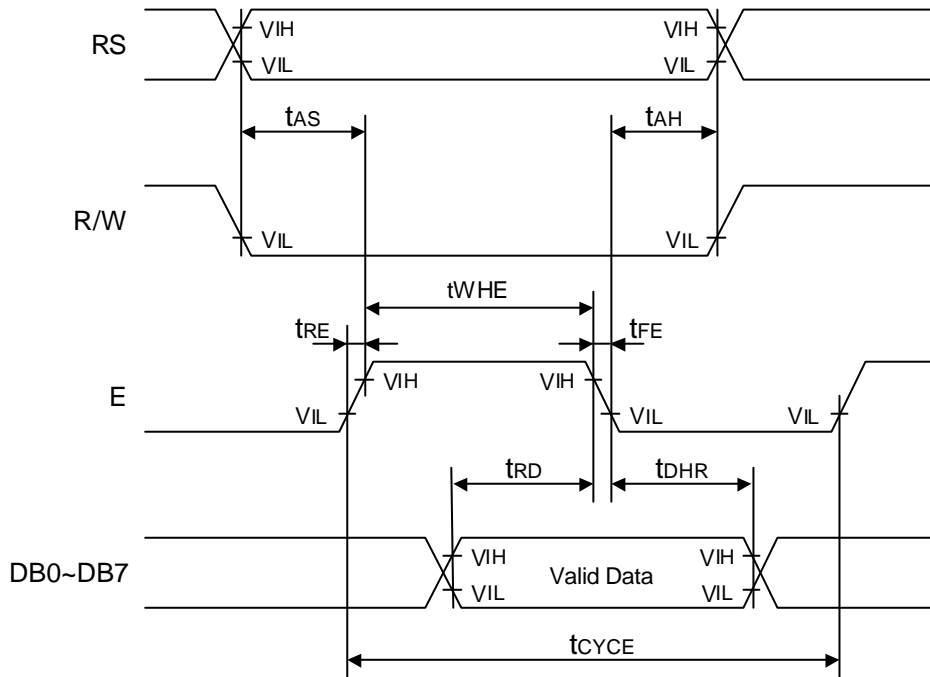 RS
VIH
VIH
VIL
VIL
tAS
tAH
R/W
VIL
VIL
tWHE
tRE
tFE
E
VIH
VIH
VIL
VIL
VIL
tRD
tDHR
DB0~DB7
VIH
VIH
Valid Data
VIL
VIL
tCYCE